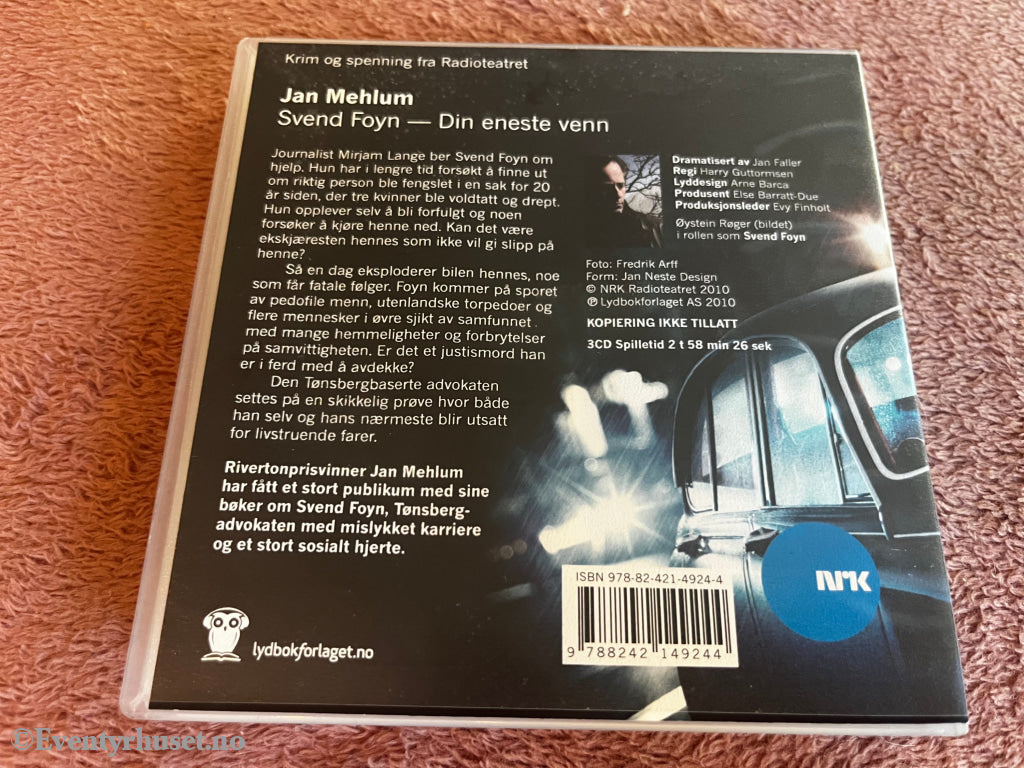 Krim og spenning fra Radioteatret
Jan Mehlum
Svend Foyn — Din eneste venn
Journalist Mirjam Lange ber Svend Foyn om
hjelp. Hun har i lengre tid forsøkt å finne ut
om riktig person ble fengslet i en sak for 20
år siden, der tre kvinner ble voldtatt og drept.
Hun opplever selv å bli forfulgt og noen
forsøker å kjøre henne ned. Kan det være
ekskjæresten hennes som ikke vil gi slipp på
henne?
Så en dag eksploderer bilen hennes, noe
som får fatale følger. Foyn kommer på sporet
av pedofile menn, utenlandske torpedoer og
flere mennesker i øvre sjikt av samfunnet
med mange hemmeligheter og forbrytelser
på samvittigheten. Er det et justismord han
er i ferd med å avdekke?
Den Tønsbergbaserte advokaten
settes på en skikkelig prøve hvor både
han selv og hans nærmeste blir utsatt
for livstruende farer.
Rivertonprisvinner Jan Mehlum
har fått et stort publikum med sine
bøker om Svend Foyn, Tønsberg-
advokaten med mislykket karriere
og et stort sosialt hjerte.
lydbokforlaget.no
Dramatisert av Jan Faller
Regi Harry Guttormsen
Lyddesign Arne Barca
Produsent Else Barratt-Due
Produksjonsleder Evy Finholt
Øystein Røger (bildet)
i rollen som Svend Foyn
Foto: Fredrik Arff
Form: Jan Neste Design
© NRK Radioteatret 2010
℗ Lydbokforlaget AS 2010
KOPIERING IKKE TILLATT
3CD Spilletid 2 t 58 min 26 sek
ISBN 978-82-421-4924-4
9 788242 149244
NRK
©Eventyrhuset.no